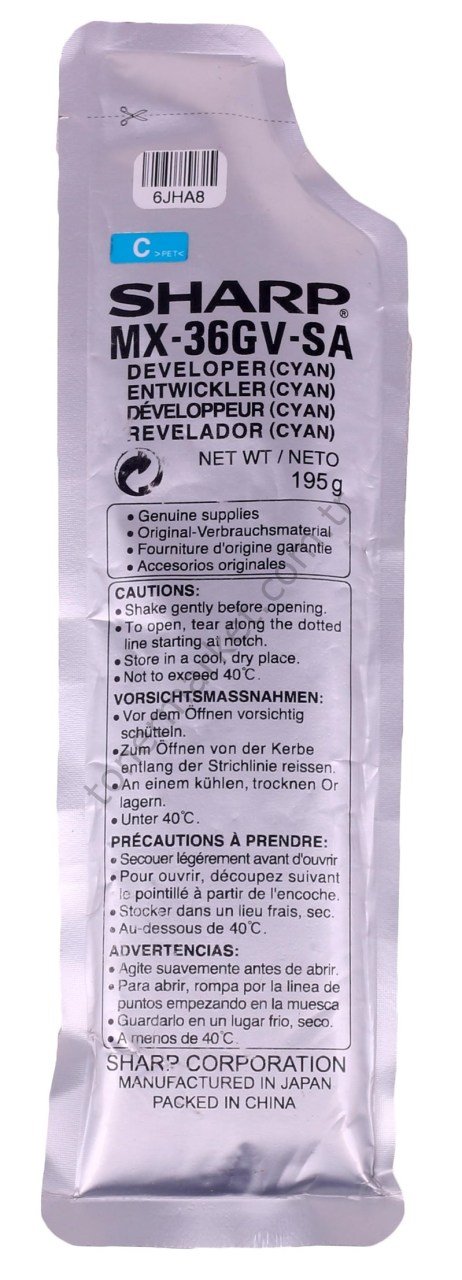 6JHA8
C >PET<
SHARP®
MX-36GV-SA
DEVELOPER (CYAN)
ENTWICKLER (CYAN)
DÉVELOPPEUR (CYAN)
REVELADOR (CYAN)
NET WT / NETO
195g
• Genuine supplies
• Original-Verbrauchsmaterial
• Fourniture d'origine garantie
• Accesorios originales
CAUTIONS:
• Shake gently before opening.
• To open, tear along the dotted
line starting at notch.
• Store in a cool, dry place.
• Not to exceed 40℃.
VORSICHTSMASSNAHMEN:
• Vor dem Öffnen vorsichtig
schütteln.
• Zum Öffnen von der Kerbe
entlang der Strichlinie reissen.
• An einem kühlen, trocknen Or
lagern.
• Unter 40℃.
PRÉCAUTIONS À PRENDRE:
• Secouer légérement avant d'ouvrir
• Pour ouvrir, découpez suivant
le pointillé à partir de l'encoche.
• Stocker dans un lieu frais, sec.
• Au-dessous de 40℃.
ADVERTENCIAS:
• Agite suavemente antes de abrir.
• Para abrir, rompa por la linea de
puntos empezando en la muesca
• Guardarlo en un lugar frio, seco.
• A menos de 40℃.
SHARP CORPORATION
MANUFACTURED IN JAPAN
PACKED IN CHINA